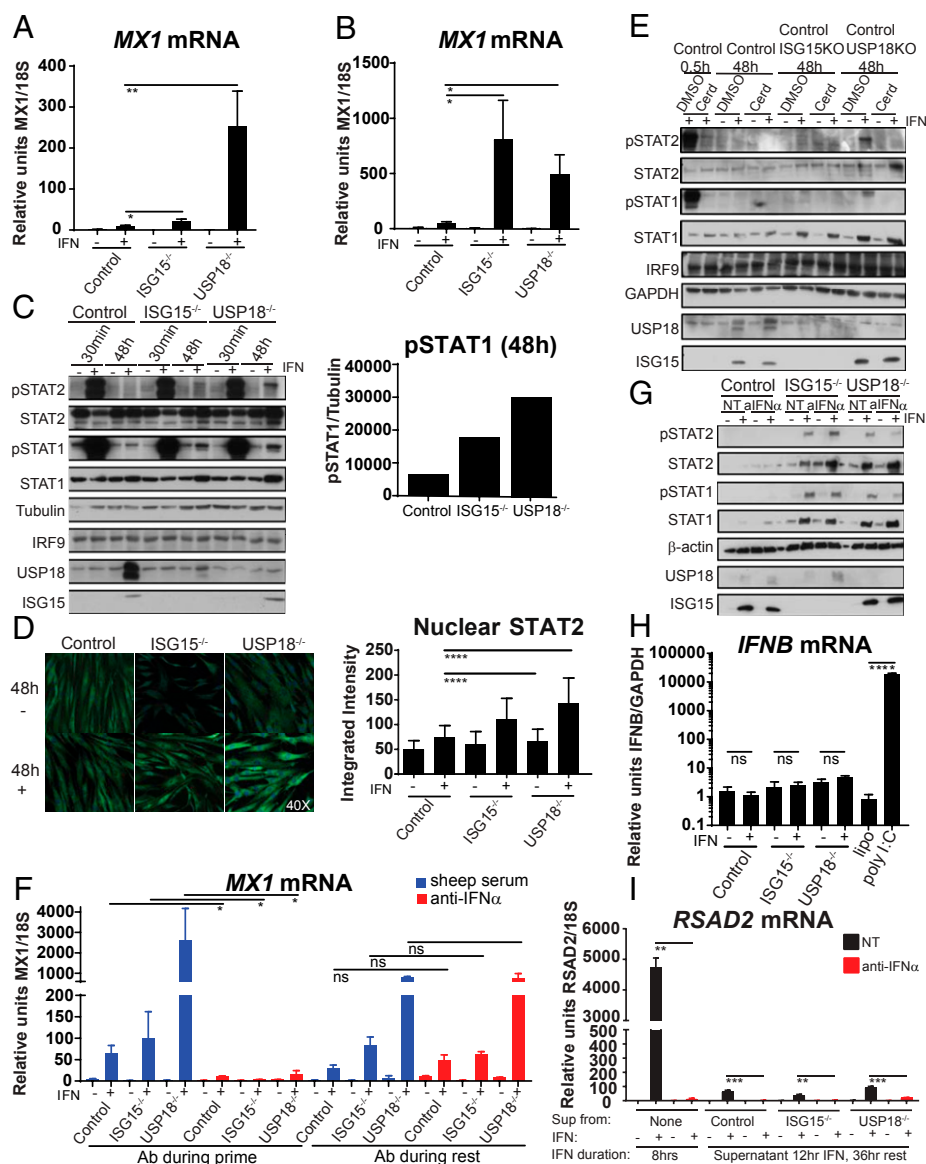 A
MX1 mRNA
Relative units MX1/18S
400
300
200
100
0
**
*
IFN - + - + - +
Control
ISG15-/-
USP18-/-
B
MX1 mRNA
Relative units MX1/18S
1500
1000
500
0
*
*
IFN - + - + - +
Control
ISG15-/-
USP18-/-
C
Control ISG15-/- USP18-/-
30min 48h 30min 48h 30min 48h
- + - + - + - + - + - + IFN
pSTAT2
STAT2
pSTAT1
STAT1
Tubulin
IRF9
USP18
ISG15
pSTAT1 (48h)
pSTAT1/Tubulin
40000
30000
20000
10000
0
Control ISG15-/- USP18-/-
D
Control ISG15-/- USP18-/-
48h
-
48h
+
40X
Nuclear STAT2
Integrated Intensity
250
200
150
100
50
0
****
****
IFN - + - + - +
Control
ISG15-/-
USP18-/-
E
Control Control Control Control
ISG15KO USP18KO
0.5h 48h 48h 48h
DMSO Cerd DMSO Cerd DMSO Cerd DMSO Cerd
+ + - + - + - + - + - + - + IFN
pSTAT2
STAT2
pSTAT1
STAT1
IRF9
GAPDH
USP18
ISG15
F
MX1 mRNA
sheep serum
anti-IFNα
Relative units MX1/18S
4000
3000
2000
1000
200
150
100
50
0
* * *
ns
ns
ns
IFN - + - + - + - + - + - + - + - + - + - + - + - +
Control ISG15-/- USP18-/- Control ISG15-/- USP18-/- Control ISG15-/- USP18-/- Control ISG15-/- USP18-/-
Ab during prime Ab during rest
G
Control ISG15-/- USP18-/-
NT aIFNα NT aIFNα NT aIFNα
- + - + - + - + - + - + IFN
pSTAT2
STAT2
pSTAT1
STAT1
β-actin
USP18
ISG15
H
IFNB mRNA
Relative units IFNB/GAPDH
100000
10000
1000
100
10
1
0.1
ns ns ns ****
IFN - + - + - +
Control
ISG15-/-
USP18-/-
lipo
poly I:C
I
RSAD2 mRNA
NT
anti-IFNα
Relative units RSAD2/18S
5000
4000
3000
500
400
300
200
100
0
** *** ** ***
Sup from: None Control ISG15-/- USP18-/-
IFN: - + - + - + - + - + - + - + - +
IFN duration: 8hrs Supernatant 12hr IFN, 36hr rest